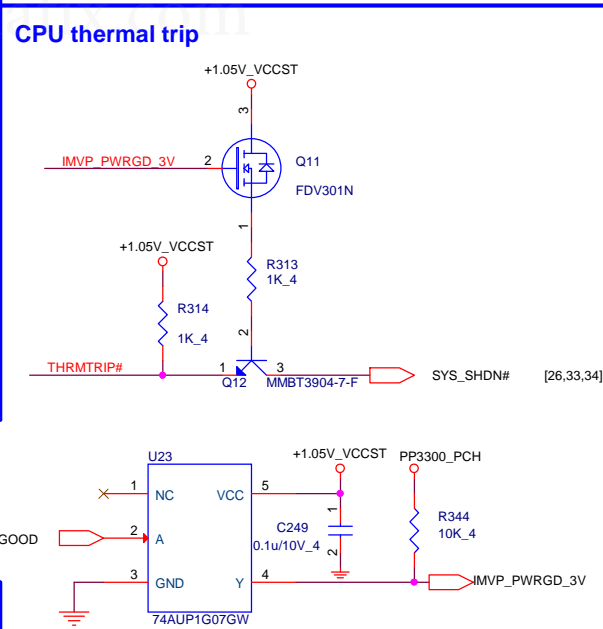 CPU thermal trip
+1.05V_VCCST
3
IMVP_PWRGD_3V
2
Q11
FDV301N
1
+1.05V_VCCST
R313
1K_4
R314
1K_4
2
THRMTRIP#
1
3
SYS_SHDN#
[26,33,34]
Q12
MMBT3904-7-F
U23
+1.05V_VCCST
PP3300_PCH
1
NC
VCC
5
GOOD
2
A
C249
0.1u/10V_4
1
2
R344
10K_4
3
GND
Y
4
IMVP_PWRGD_3V
74AUP1G07GW